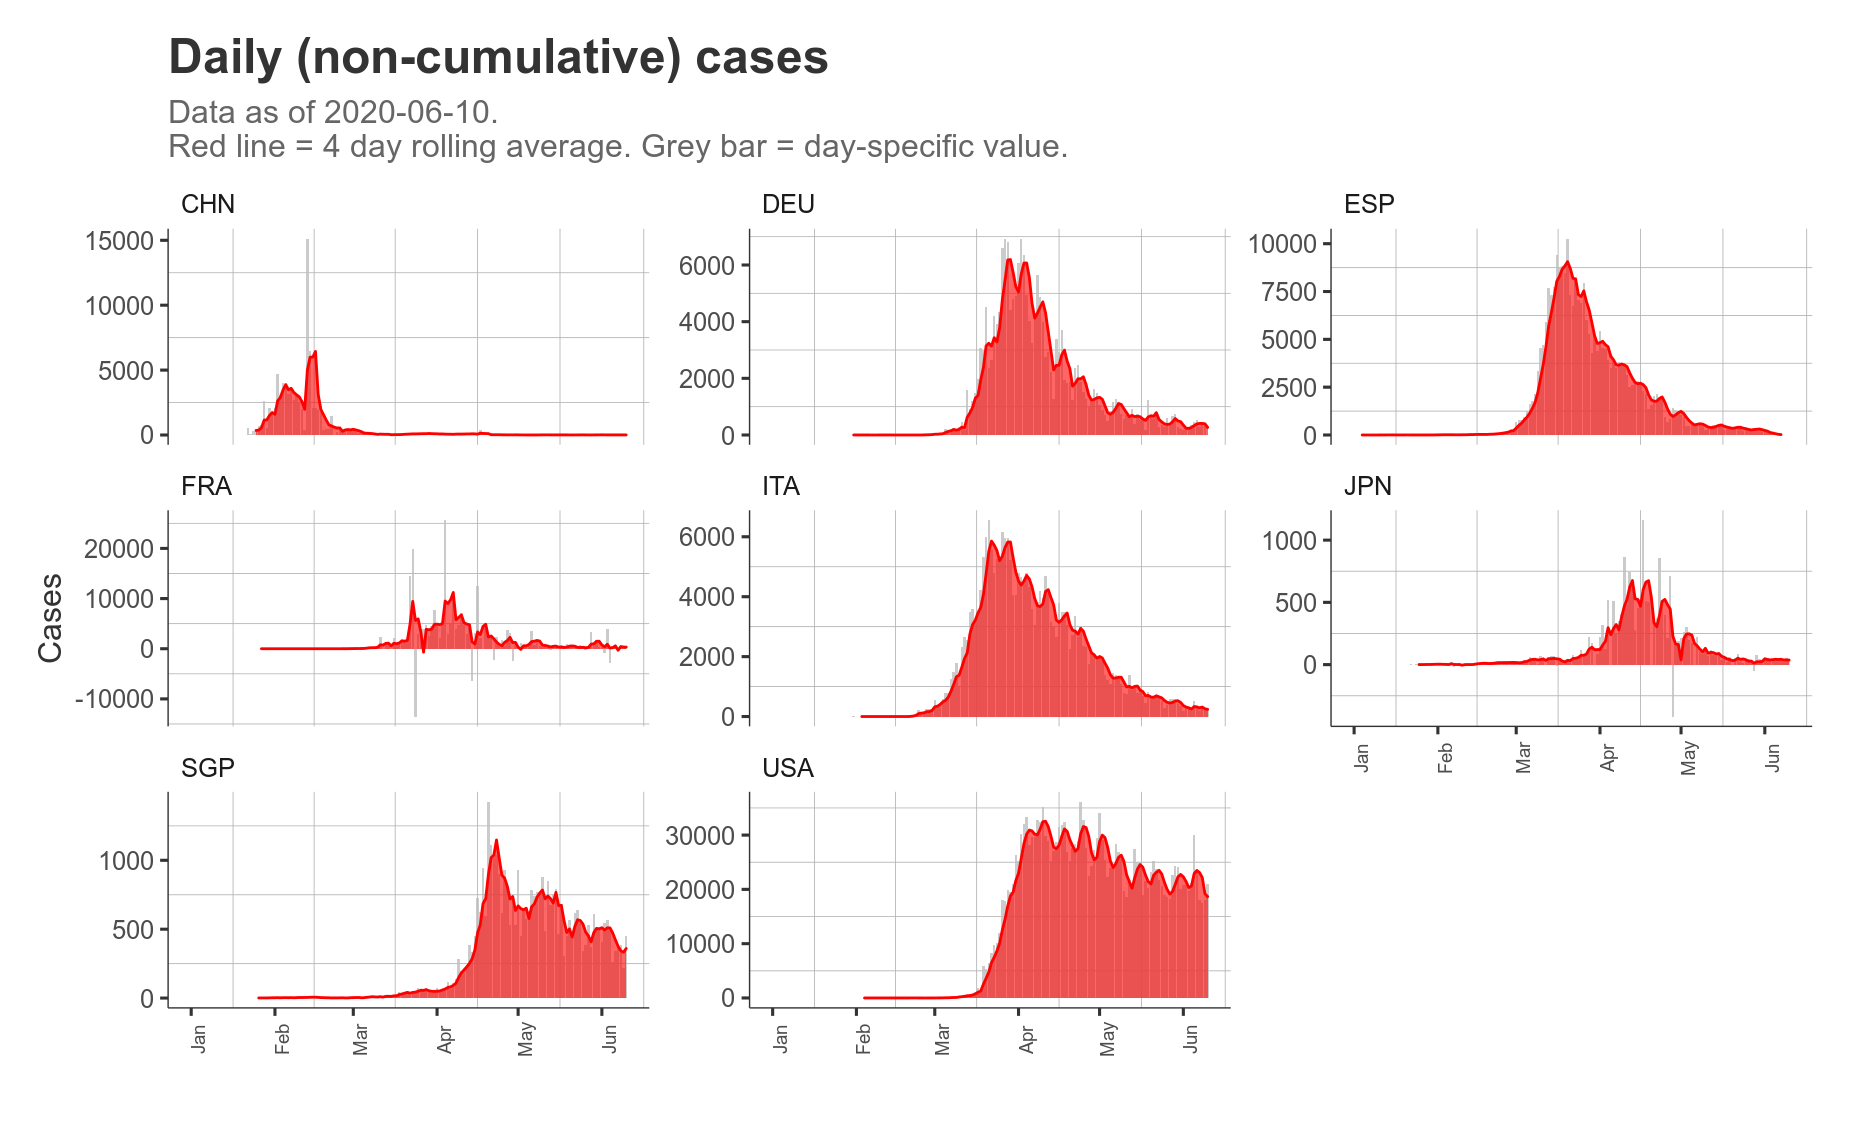 Daily (non-cumulative) cases
Data as of 2020-06-10.
Red line = 4 day rolling average. Grey bar = day-specific value.
Cases
CHN
15000
10000
5000
0
DEU
6000
4000
2000
0
ESP
10000
7500
5000
2500
0
FRA
20000
10000
0
-10000
ITA
6000
4000
2000
0
JPN
1000
500
0
Jan Feb Mar Apr May Jun
SGP
1000
500
0
Jan Feb Mar Apr May Jun
USA
30000
20000
10000
0
Jan Feb Mar Apr May Jun